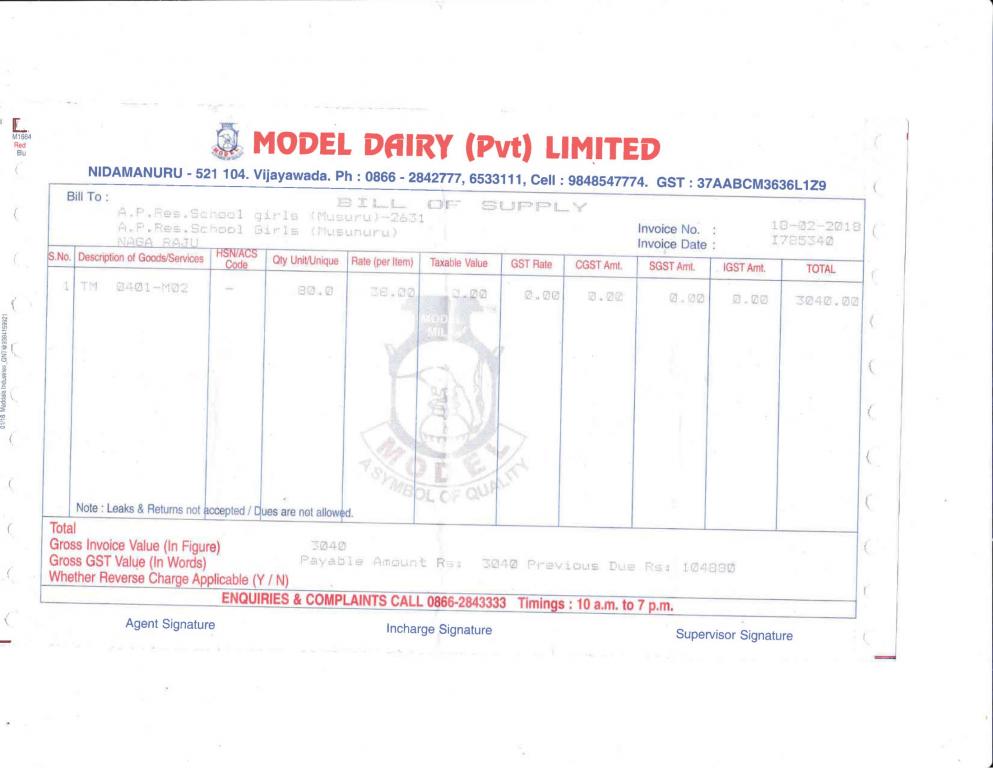 M1664
Red
Blu
MODEL DAIRY (Pvt) LIMITED
NIDAMANURU - 521 104. Vijayawada. Ph : 0866 - 2842777, 6533111, Cell : 9848547774. GST : 37AABCM3636L1Z9
Bill To :
BILL OF SUPPLY
A.P.Res.School girls (Musuru)-2631
A.P.Res.School Girls (Musunuru)
NAGA RAJU
Invoice No. : 18-02-2018
Invoice Date : I785340
S.No. Description of Goods/Services HSN/ACS Code Qty Unit/Unique Rate (per Item) Taxable Value GST Rate CGST Amt. SGST Amt. IGST Amt. TOTAL
1 TM 0401-M02 - 80.0 38.00 0.00 0.00 0.00 0.00 0.00 3040.00
MODEL
MILK
MODEL
A SYMBOL OF QUALITY
Note : Leaks & Returns not accepted / Dues are not allowed.
Total
Gross Invoice Value (In Figure) 3040
Gross GST Value (In Words) Payable Amount Rs: 3040 Previous Due Rs: 104880
Whether Reverse Charge Applicable (Y / N)
ENQUIRIES & COMPLAINTS CALL 0866-2843333 Timings : 10 a.m. to 7 p.m.
Agent Signature Incharge Signature Supervisor Signature